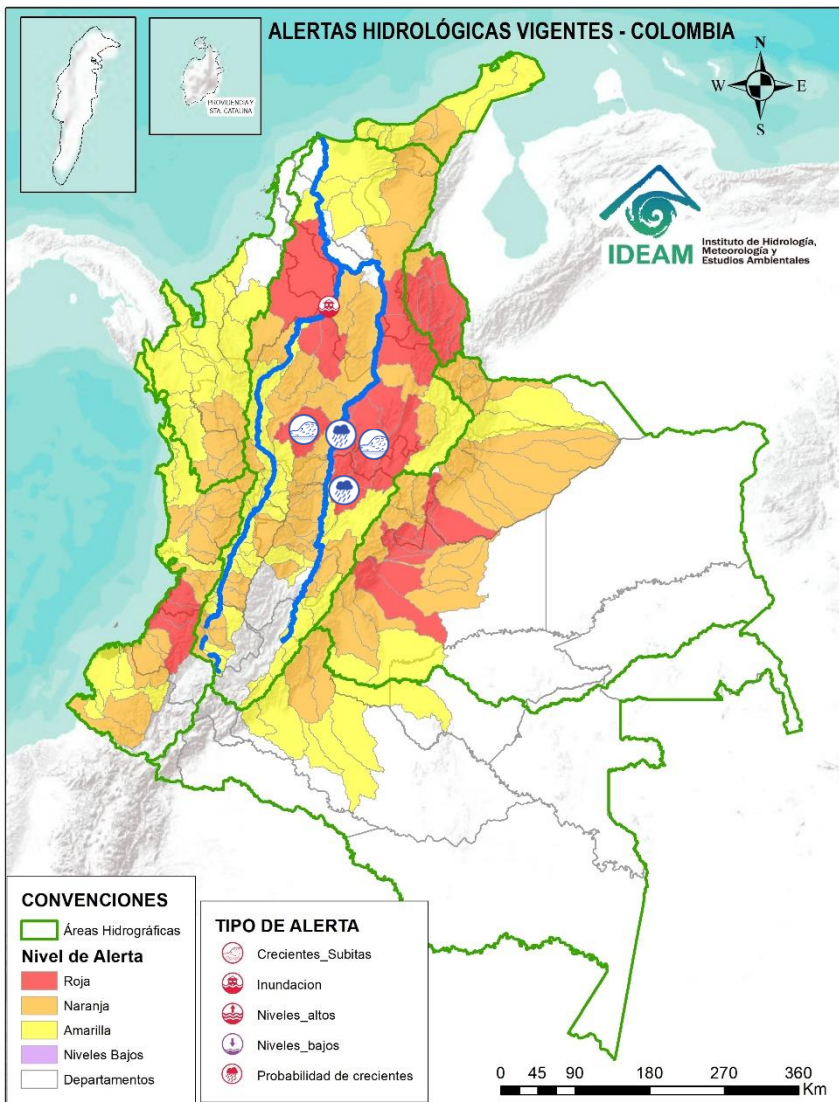 ALERTAS HIDROLÓGICAS VIGENTES - COLOMBIA
PROVIDENCIA Y
STA. CATALINA
N
W
E
S
IDEAM
Instituto de Hidrología,
Meteorología y
Estudios Ambientales
CONVENCIONES
Áreas Hidrográficas
Nivel de Alerta
Roja
Naranja
Amarilla
Niveles Bajos
Departamentos
TIPO DE ALERTA
Crecientes_Subitas
Inundacion
Niveles_altos
Niveles_bajos
Probabilidad de crecientes
0 45 90 180 270 360
Km